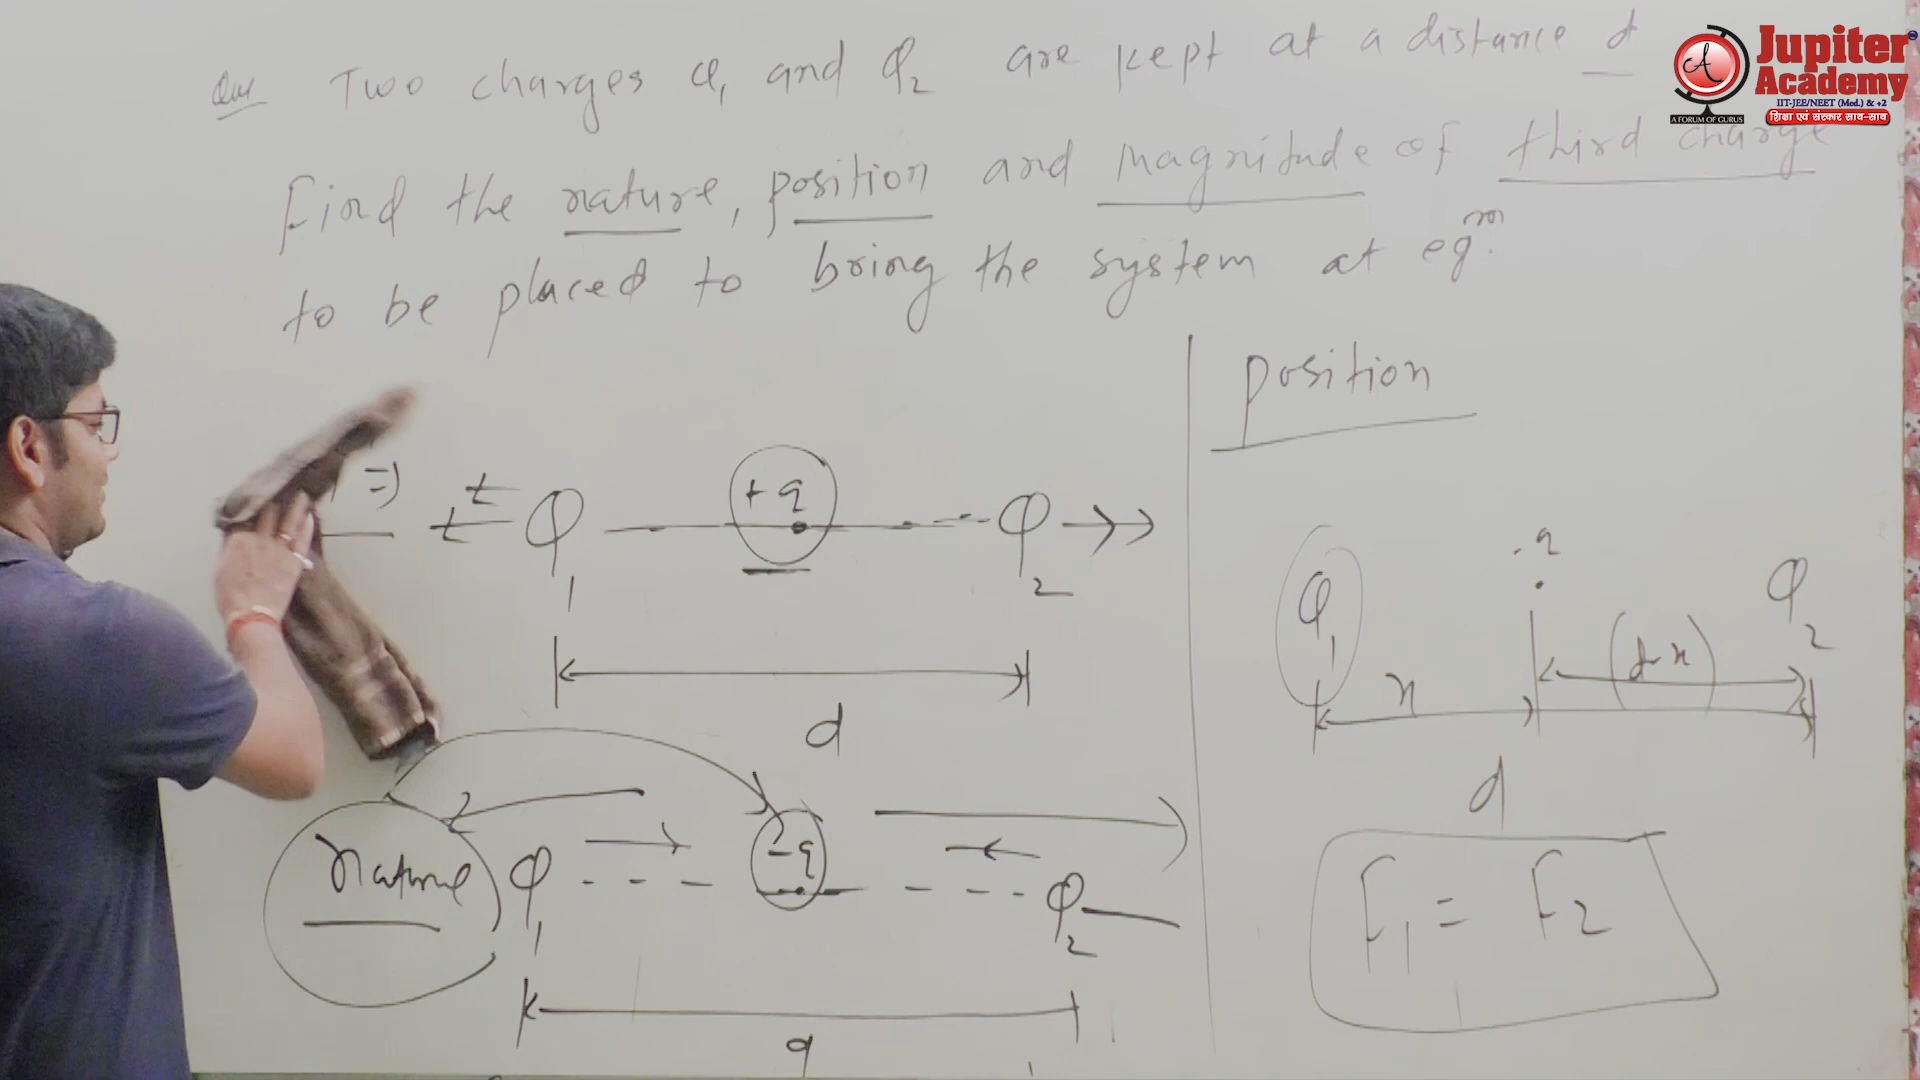 Que Two charges Q1 and Q2 are kept at a distance d
Find the nature, position and magnitude of third charge
to be placed to bring the system at eqm.
Jupiter
Academy
IIT-JEE/NEET (Med.) & +2
A FORUM OF GURUS
शिक्षा एवं संस्कार साथ-साथ
Position
=)
Q1 +q Q2
d
nature Q1 -q Q2
q
Q1 q Q2
x (d-x)
d
F1 = F2